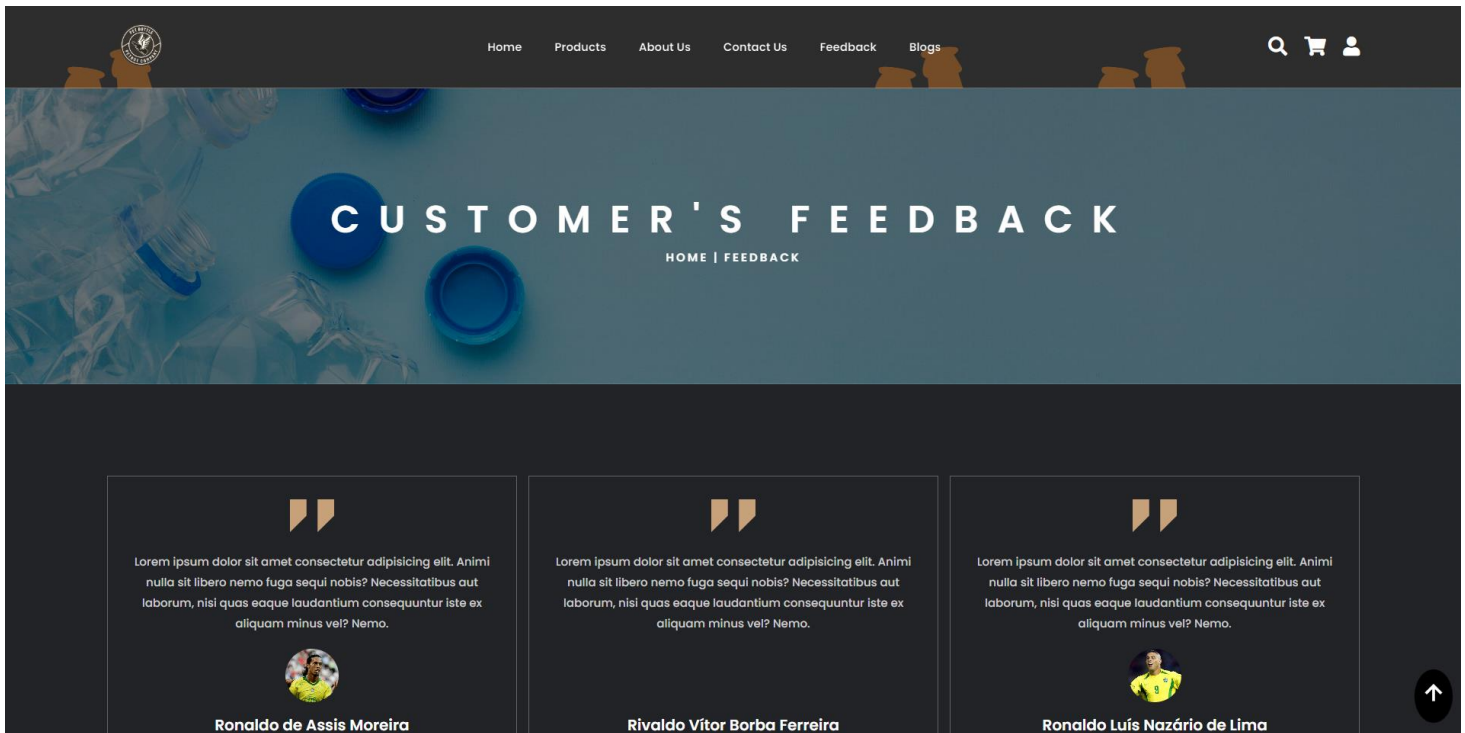 Home Products About Us Contact Us Feedback Blogs
CUSTOMER'S FEEDBACK
HOME | FEEDBACK
Lorem ipsum dolor sit amet consectetur adipisicing elit. Animi
nulla sit libero nemo fuga sequi nobis? Necessitatibus aut
laborum, nisi quas eaque laudantium consequuntur iste ex
aliquam minus vel? Nemo.
Ronaldo de Assis Moreira
Lorem ipsum dolor sit amet consectetur adipisicing elit. Animi
nulla sit libero nemo fuga sequi nobis? Necessitatibus aut
laborum, nisi quas eaque laudantium consequuntur iste ex
aliquam minus vel? Nemo.
Rivaldo Vítor Borba Ferreira
Lorem ipsum dolor sit amet consectetur adipisicing elit. Animi
nulla sit libero nemo fuga sequi nobis? Necessitatibus aut
laborum, nisi quas eaque laudantium consequuntur iste ex
aliquam minus vel? Nemo.
9
Ronaldo Luís Nazário de Lima